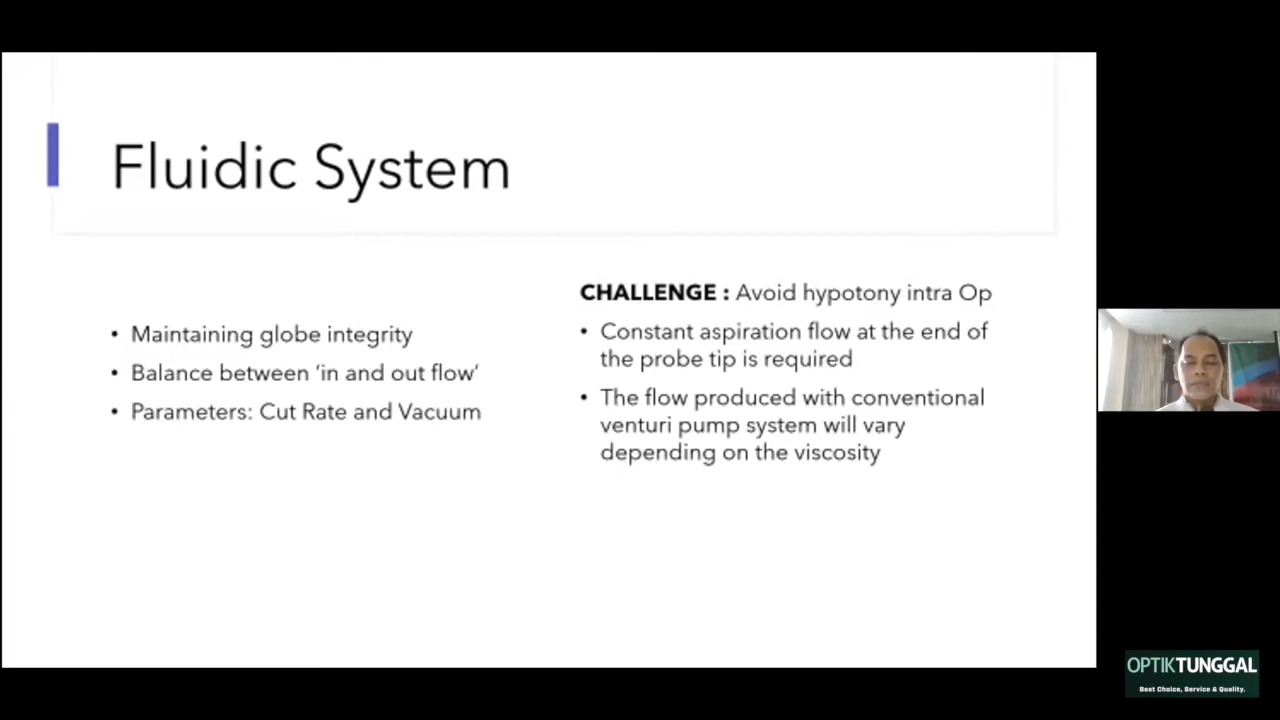 Fluidic System
• Maintaining globe integrity
• Balance between ‘in and out flow’
• Parameters: Cut Rate and Vacuum
CHALLENGE : Avoid hypotony intra Op
• Constant aspiration flow at the end of
the probe tip is required
• The flow produced with conventional
venturi pump system will vary
depending on the viscosity
OPTIKTUNGGAL
Best Choice, Service & Quality.